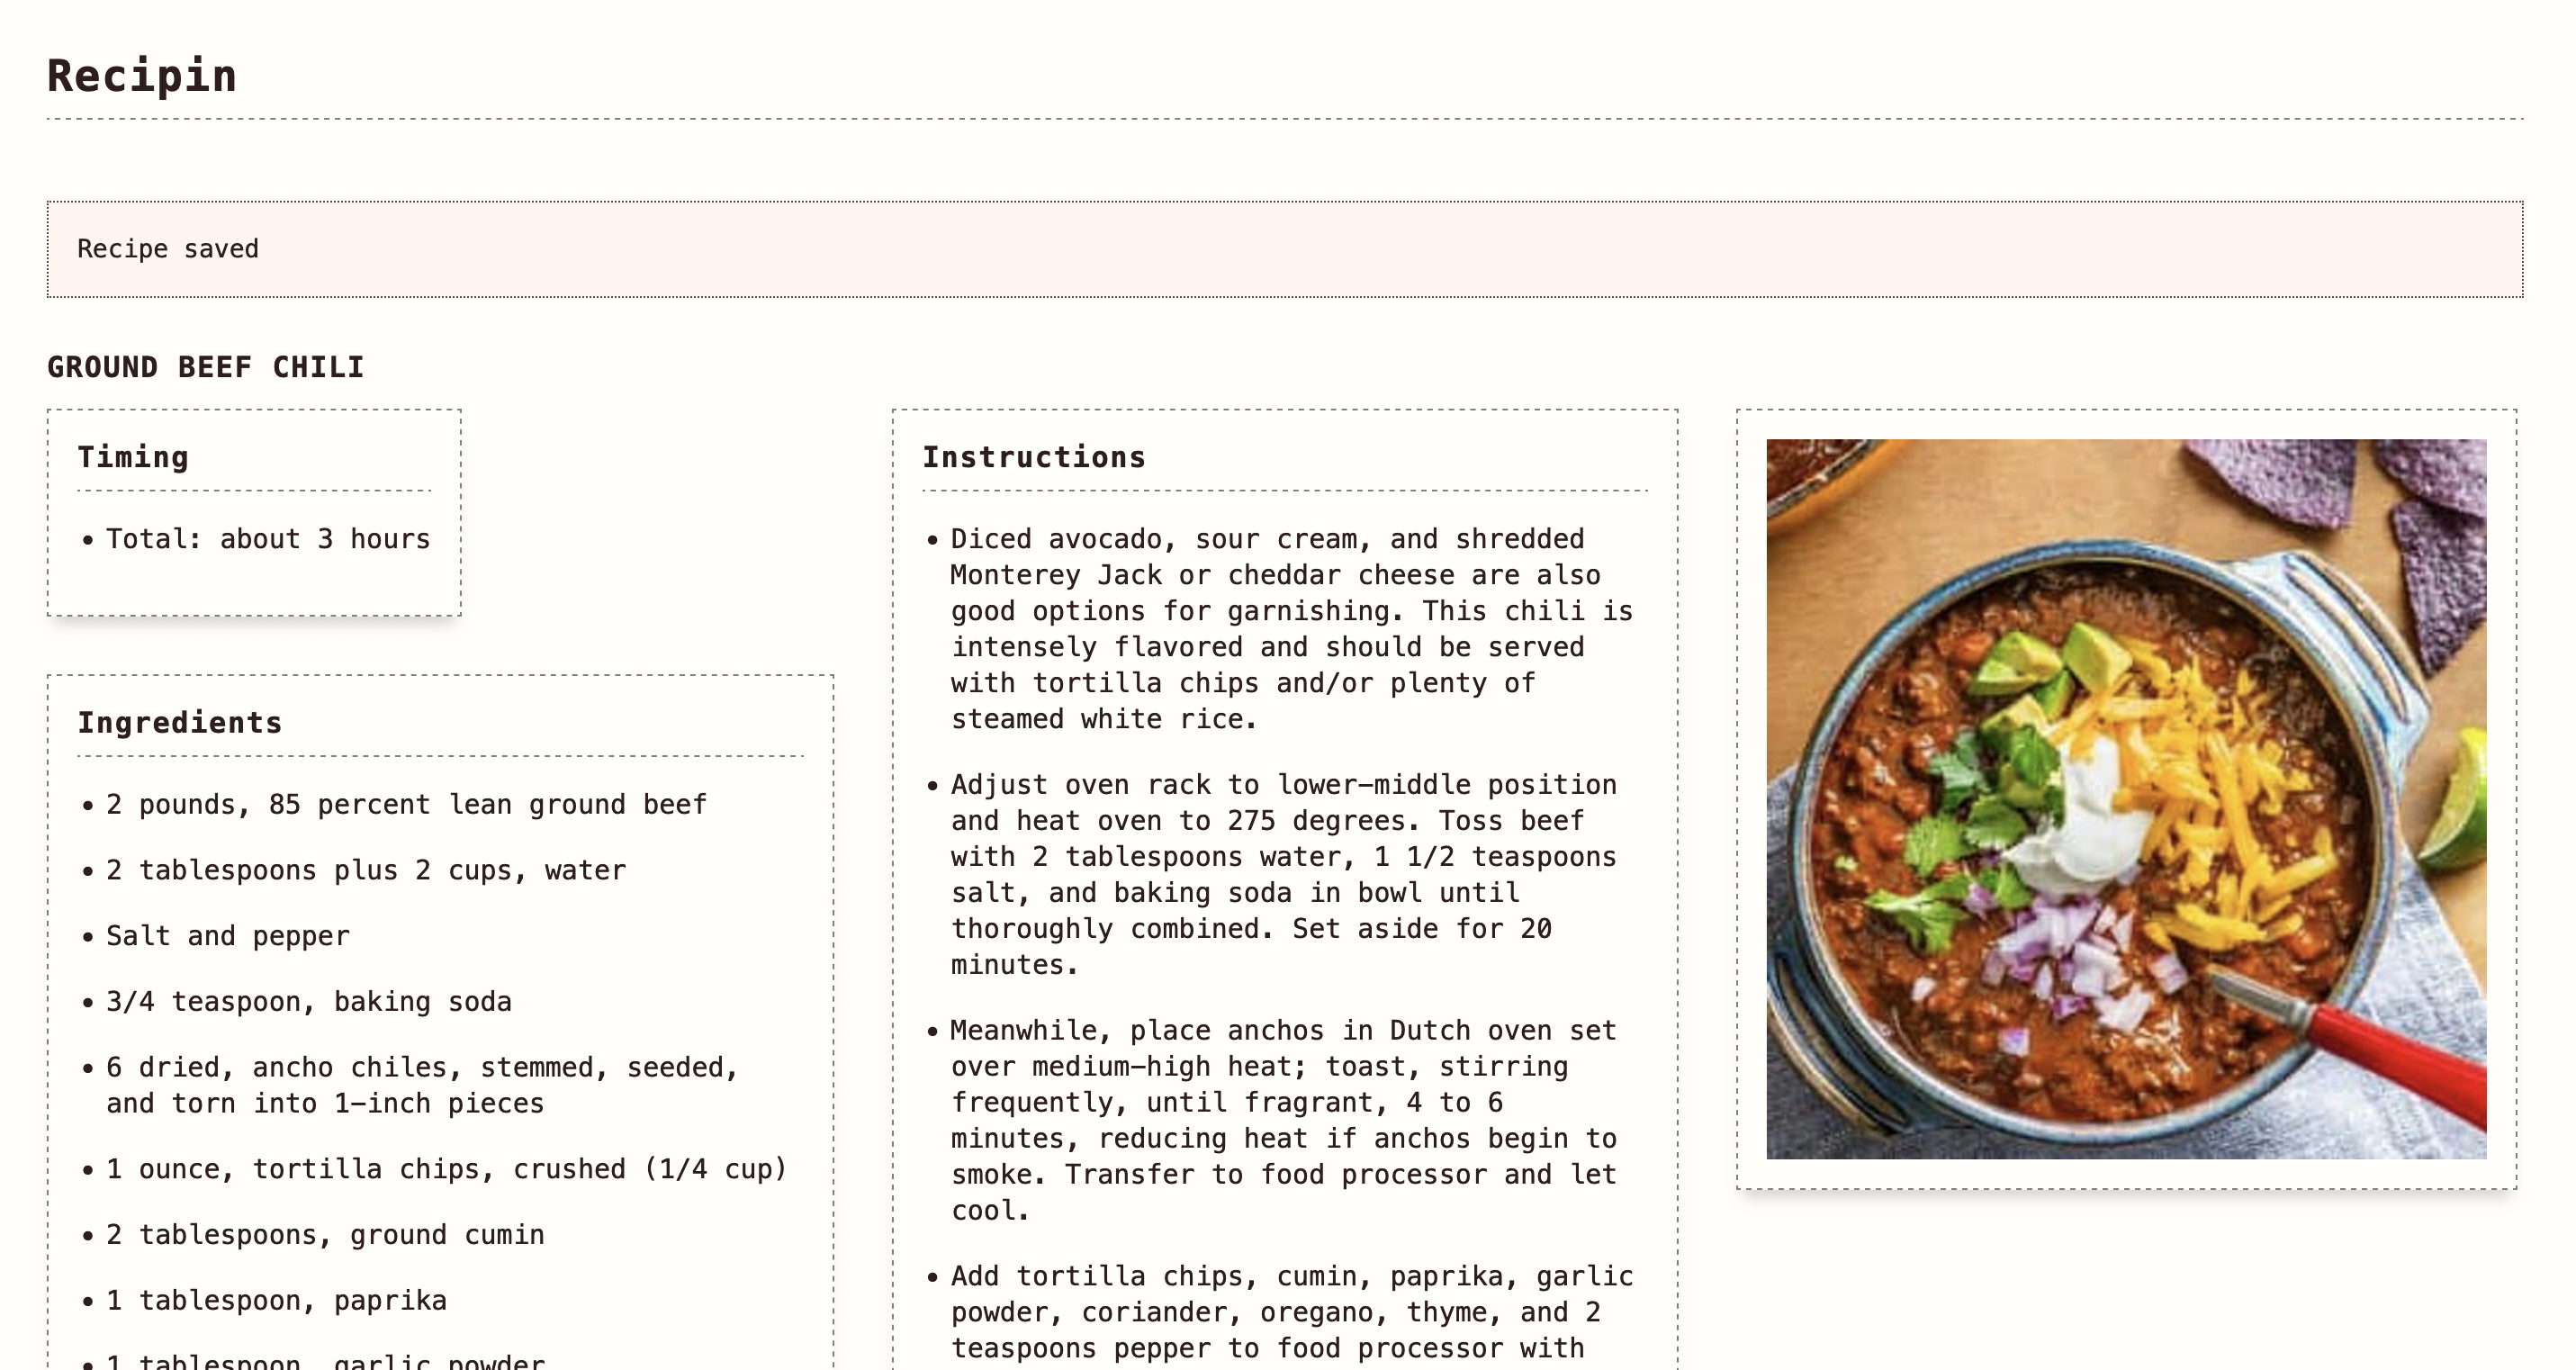 Recipin
Recipe saved
GROUND BEEF CHILI
Timing
• Total: about 3 hours
Ingredients
• 2 pounds, 85 percent lean ground beef
• 2 tablespoons plus 2 cups, water
• Salt and pepper
• 3/4 teaspoon, baking soda
• 6 dried, ancho chiles, stemmed, seeded,
and torn into 1-inch pieces
• 1 ounce, tortilla chips, crushed (1/4 cup)
• 2 tablespoons, ground cumin
• 1 tablespoon, paprika
• 1 tablespoon, garlic powder
Instructions
• Diced avocado, sour cream, and shredded
Monterey Jack or cheddar cheese are also
good options for garnishing. This chili is
intensely flavored and should be served
with tortilla chips and/or plenty of
steamed white rice.
• Adjust oven rack to lower-middle position
and heat oven to 275 degrees. Toss beef
with 2 tablespoons water, 1 1/2 teaspoons
salt, and baking soda in bowl until
thoroughly combined. Set aside for 20
minutes.
• Meanwhile, place anchos in Dutch oven set
over medium-high heat; toast, stirring
frequently, until fragrant, 4 to 6
minutes, reducing heat if anchos begin to
smoke. Transfer to food processor and let
cool.
• Add tortilla chips, cumin, paprika, garlic
powder, coriander, oregano, thyme, and 2
teaspoons pepper to food processor with